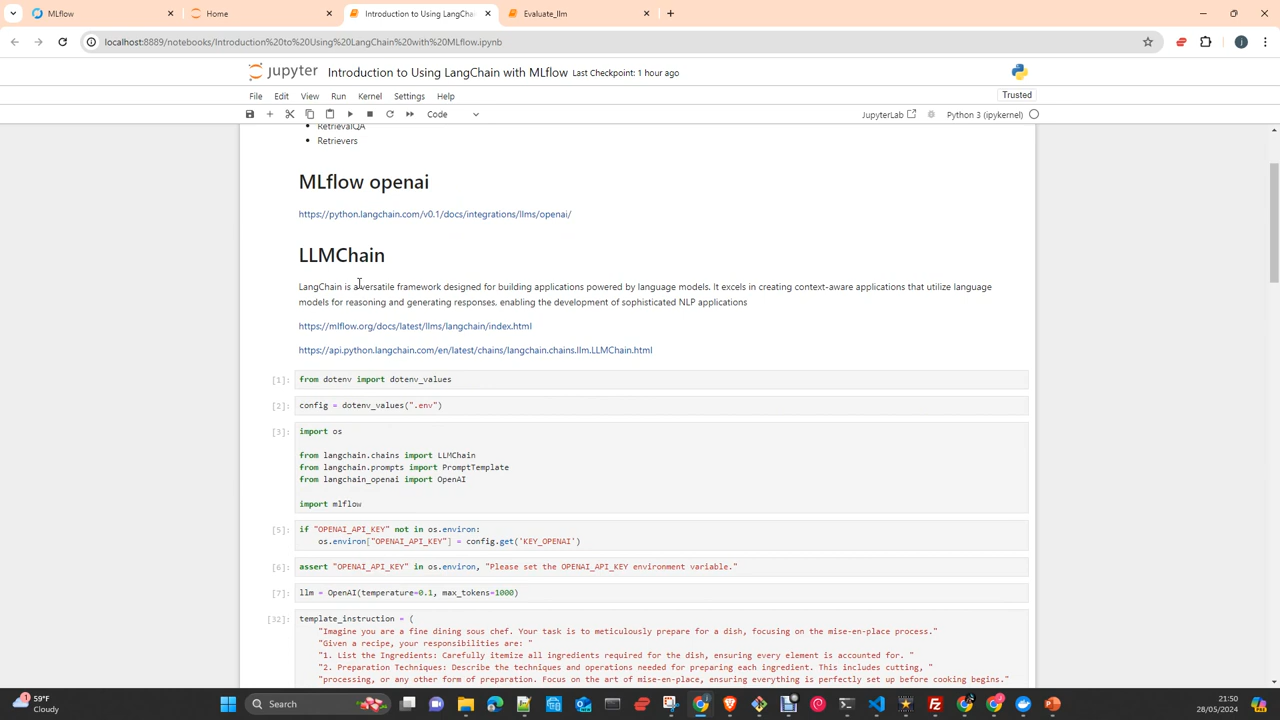 MLflow
Home
Introduction to Using LangCha
Evaluate_llm
localhost:8889/notebooks/Introduction%20to%20Using%20LangChain%20with%20MLflow.ipynb
jupyter Introduction to Using LangChain with MLflow Last Checkpoint: 1 hour ago
File Edit View Run Kernel Settings Help
Trusted
Code
JupyterLab
Python 3 (ipykernel)
RetrievalQA
Retrievers
MLflow openai
https://python.langchain.com/v0.1/docs/integrations/llms/openai/
LLMChain
LangChain is a versatile framework designed for building applications powered by language models. It excels in creating context-aware applications that utilize language
models for reasoning and generating responses, enabling the development of sophisticated NLP applications
https://mlflow.org/docs/latest/llms/langchain/index.html
https://api.python.langchain.com/en/latest/chains/langchain.chains.llm.LLMChain.html
[1]: from dotenv import dotenv_values
[2]: config = dotenv_values(".env")
[3]: import os
from langchain.chains import LLMChain
from langchain.prompts import PromptTemplate
from langchain_openai import OpenAI
import mlflow
[5]: if "OPENAI_API_KEY" not in os.environ:
os.environ["OPENAI_API_KEY"] = config.get('KEY_OPENAI')
[6]: assert "OPENAI_API_KEY" in os.environ, "Please set the OPENAI_API_KEY environment variable."
[7]: llm = OpenAI(temperature=0.1, max_tokens=1000)
[32]: template_instruction = (
"Imagine you are a fine dining sous chef. Your task is to meticulously prepare for a dish, focusing on the mise-en-place process."
"Given a recipe, your responsibilities are: "
"1. List the Ingredients: Carefully itemize all ingredients required for the dish, ensuring every element is accounted for. "
"2. Preparation Techniques: Describe the techniques and operations needed for preparing each ingredient. This includes cutting, "
"processing, or any other form of preparation. Focus on the art of mise-en-place, ensuring everything is perfectly set up before cooking begins."
59°F
Cloudy
Search
21:50
28/05/2024